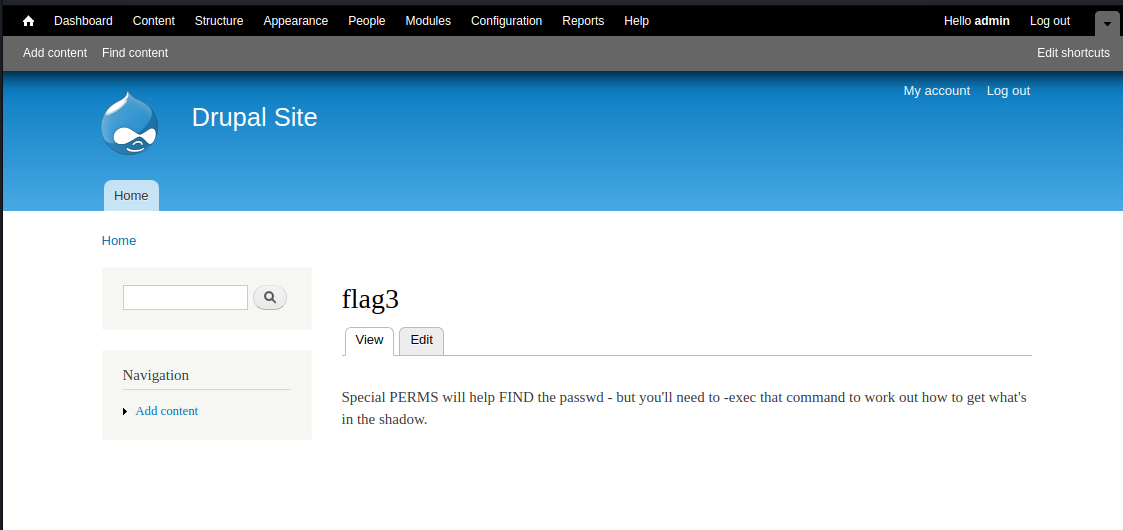 Dashboard Content Structure Appearance People Modules Configuration Reports Help Hello admin Log out
Add content Find content Edit shortcuts
My account Log out
Drupal Site
Home
Home
flag3
View Edit
Navigation
Add content
Special PERMS will help FIND the passwd - but you'll need to -exec that command to work out how to get what's
in the shadow.